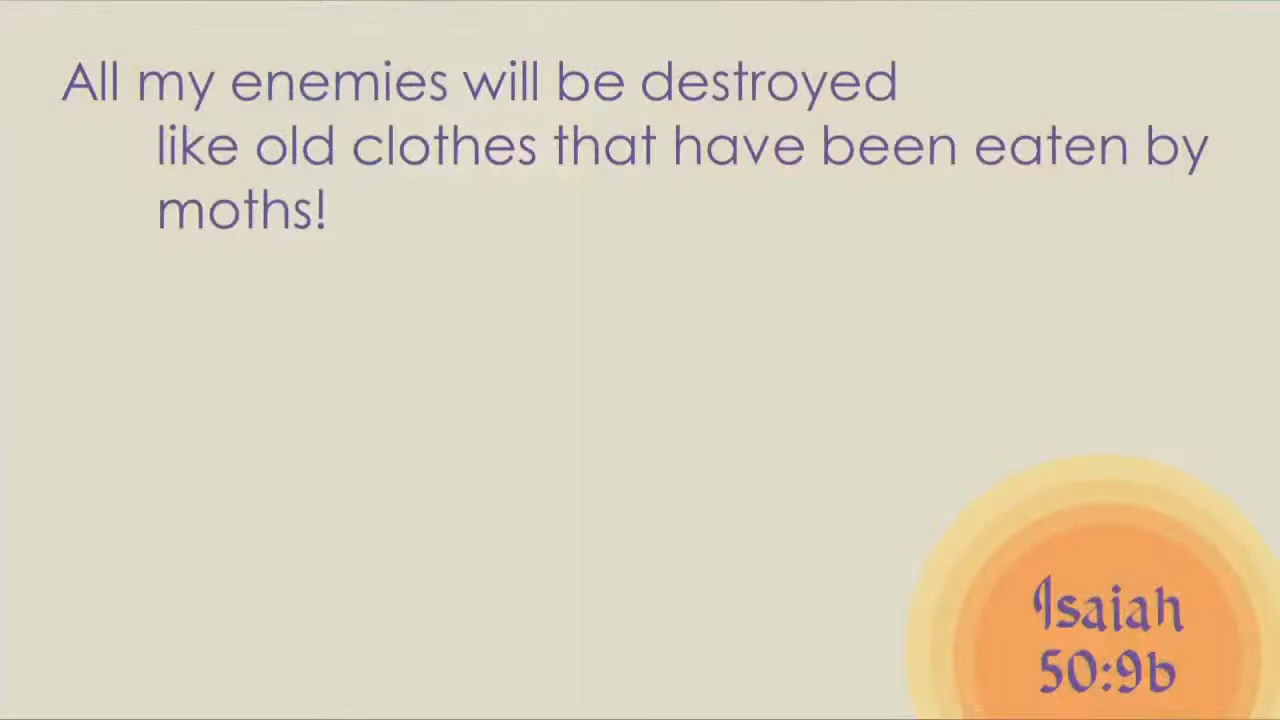 All my enemies will be destroyed
like old clothes that have been eaten by
moths!
Isaiah
50:9b